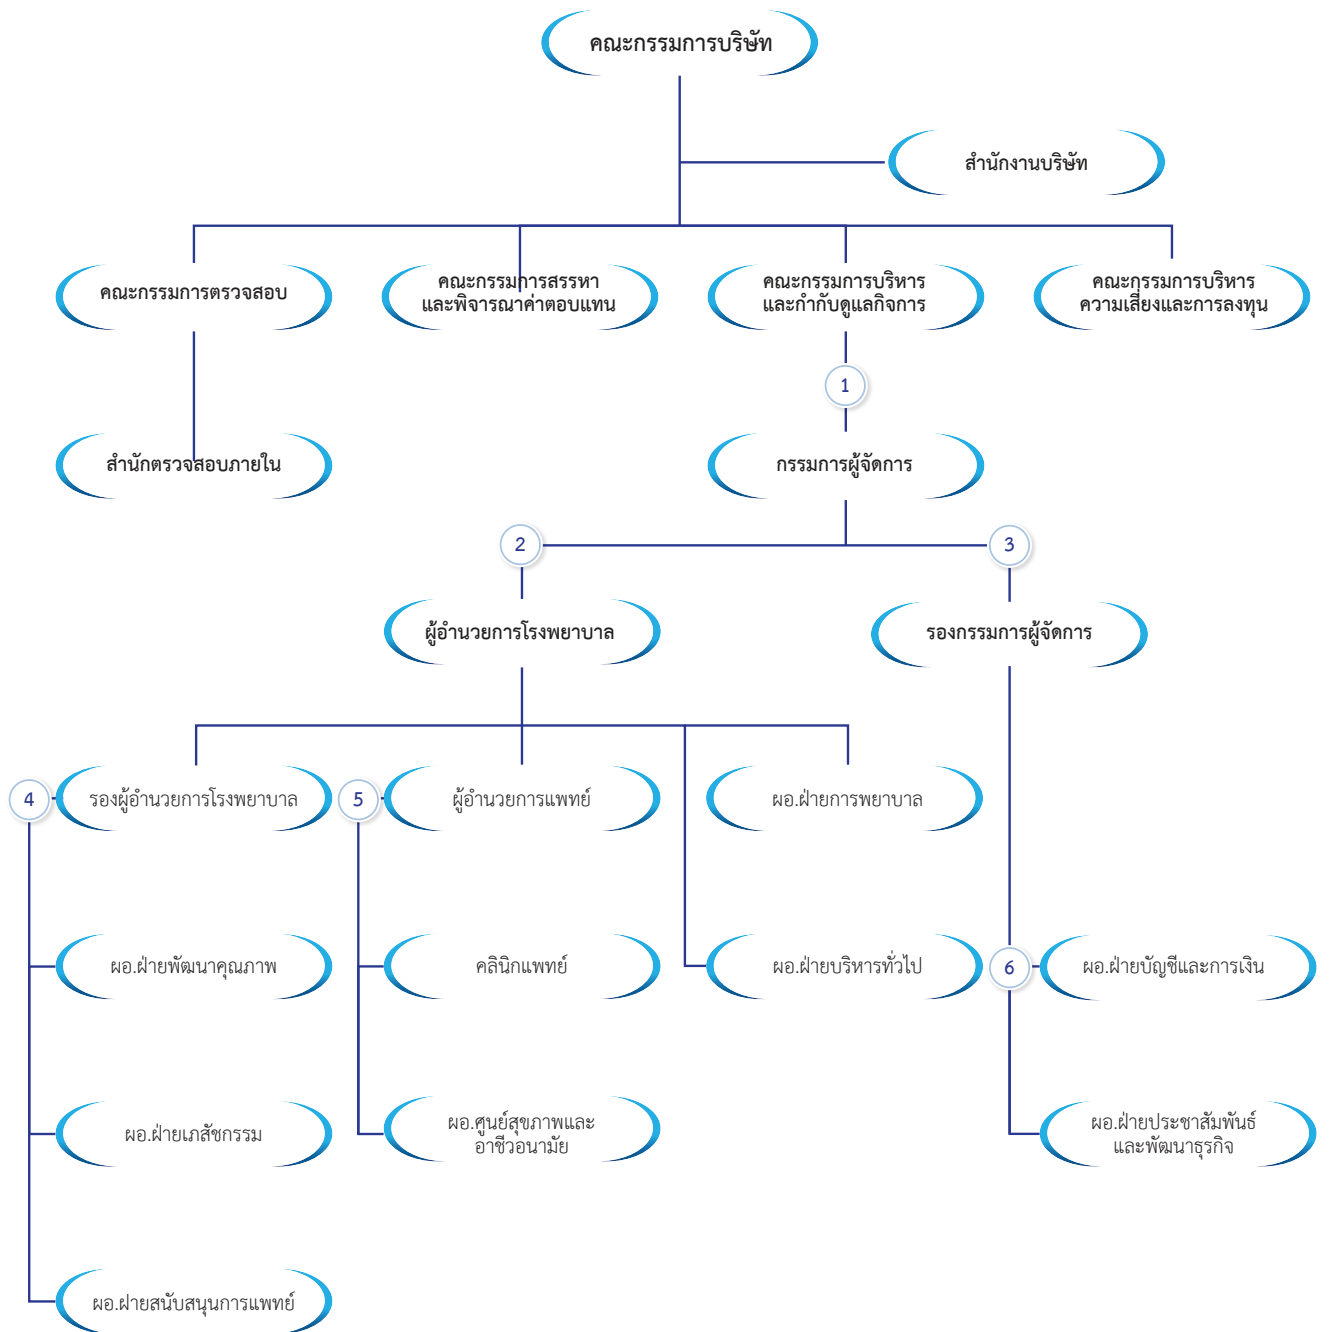 คณะกรรมการบริษัท
สำนักงานบริษัท
คณะกรรมการตรวจสอบ
คณะกรรมการสรรหา
และพิจารณาค่าตอบแทน
คณะกรรมการบริหาร
และกำกับดูแลกิจการ
คณะกรรมการบริหาร
ความเสี่ยงและการลงทุน
1
สำนักตรวจสอบภายใน
กรรมการผู้จัดการ
2
3
ผู้อำนวยการโรงพยาบาล
รองกรรมการผู้จัดการ
4
รองผู้อำนวยการโรงพยาบาล
5
ผู้อำนวยการแพทย์
ผอ.ฝ่ายการพยาบาล
ผอ.ฝ่ายพัฒนาคุณภาพ
คลินิกแพทย์
ผอ.ฝ่ายบริหารทั่วไป
6
ผอ.ฝ่ายบัญชีและการเงิน
ผอ.ฝ่ายเภสัชกรรม
ผอ.ศูนย์สุขภาพและ
อาชีวอนามัย
ผอ.ฝ่ายประชาสัมพันธ์
และพัฒนาธุรกิจ
ผอ.ฝ่ายสนับสนุนการแพทย์